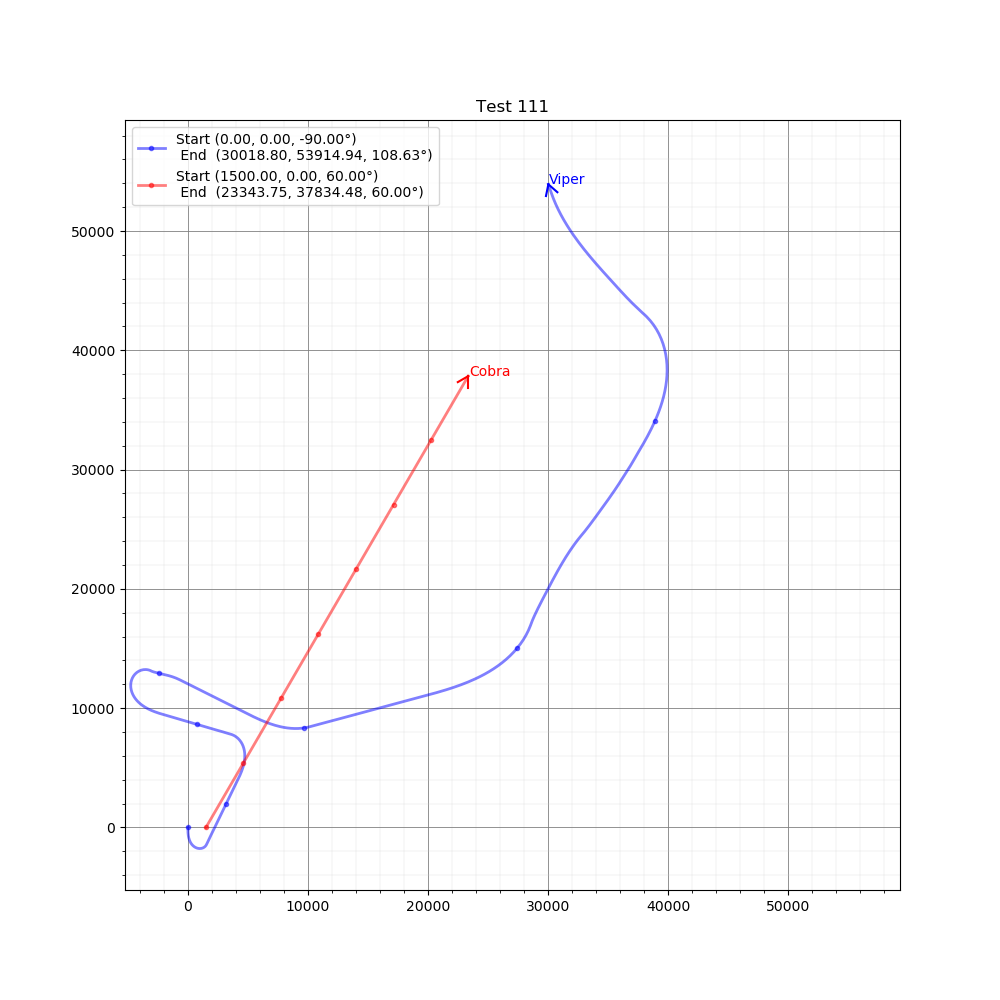 Test 111
Start (0.00, 0.00, -90.00°)
End  (30018.80, 53914.94, 108.63°)
Start (1500.00, 0.00, 60.00°)
End  (23343.75, 37834.48, 60.00°)
Viper
Cobra
50000
40000
30000
20000
10000
0
0 10000 20000 30000 40000 50000